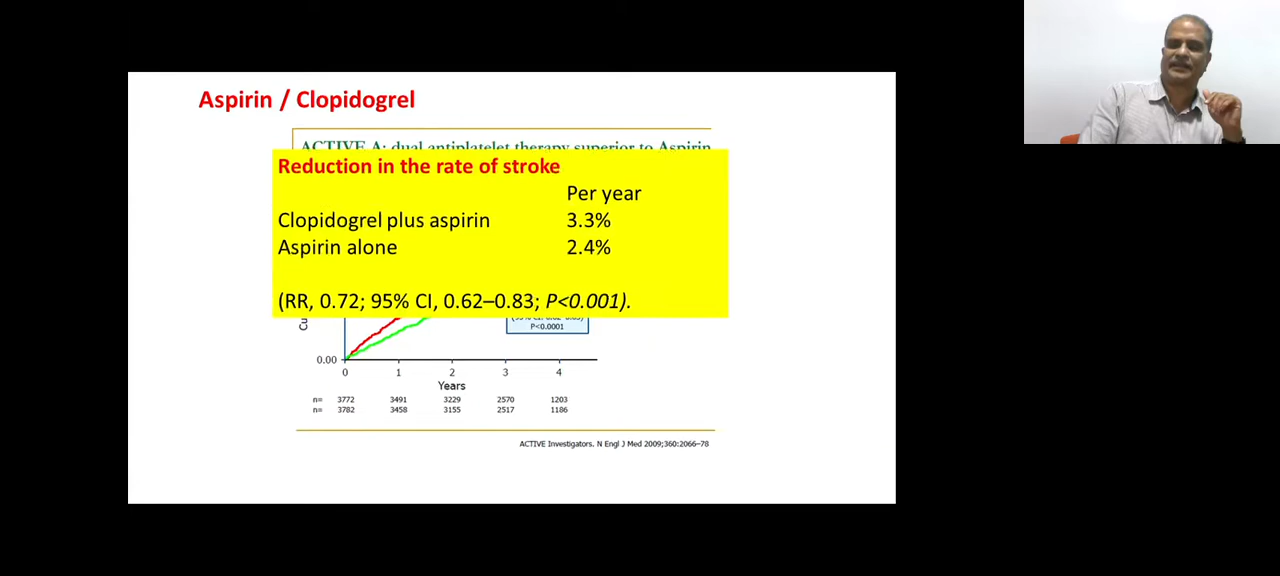 Aspirin / Clopidogrel
ACTIVE A: dual antiplatelet therapy superior to Aspirin
Reduction in the rate of stroke
Per year
Clopidogrel plus aspirin 3.3%
Aspirin alone 2.4%
(RR, 0.72; 95% CI, 0.62–0.83; P<0.001).
Cu
P<0.0001
0.00
0 1 2 3 4
Years
n= 3772 3491 3229 2570 1203
n= 3782 3458 3155 2517 1186
ACTIVE Investigators. N Engl J Med 2009;360:2066–78